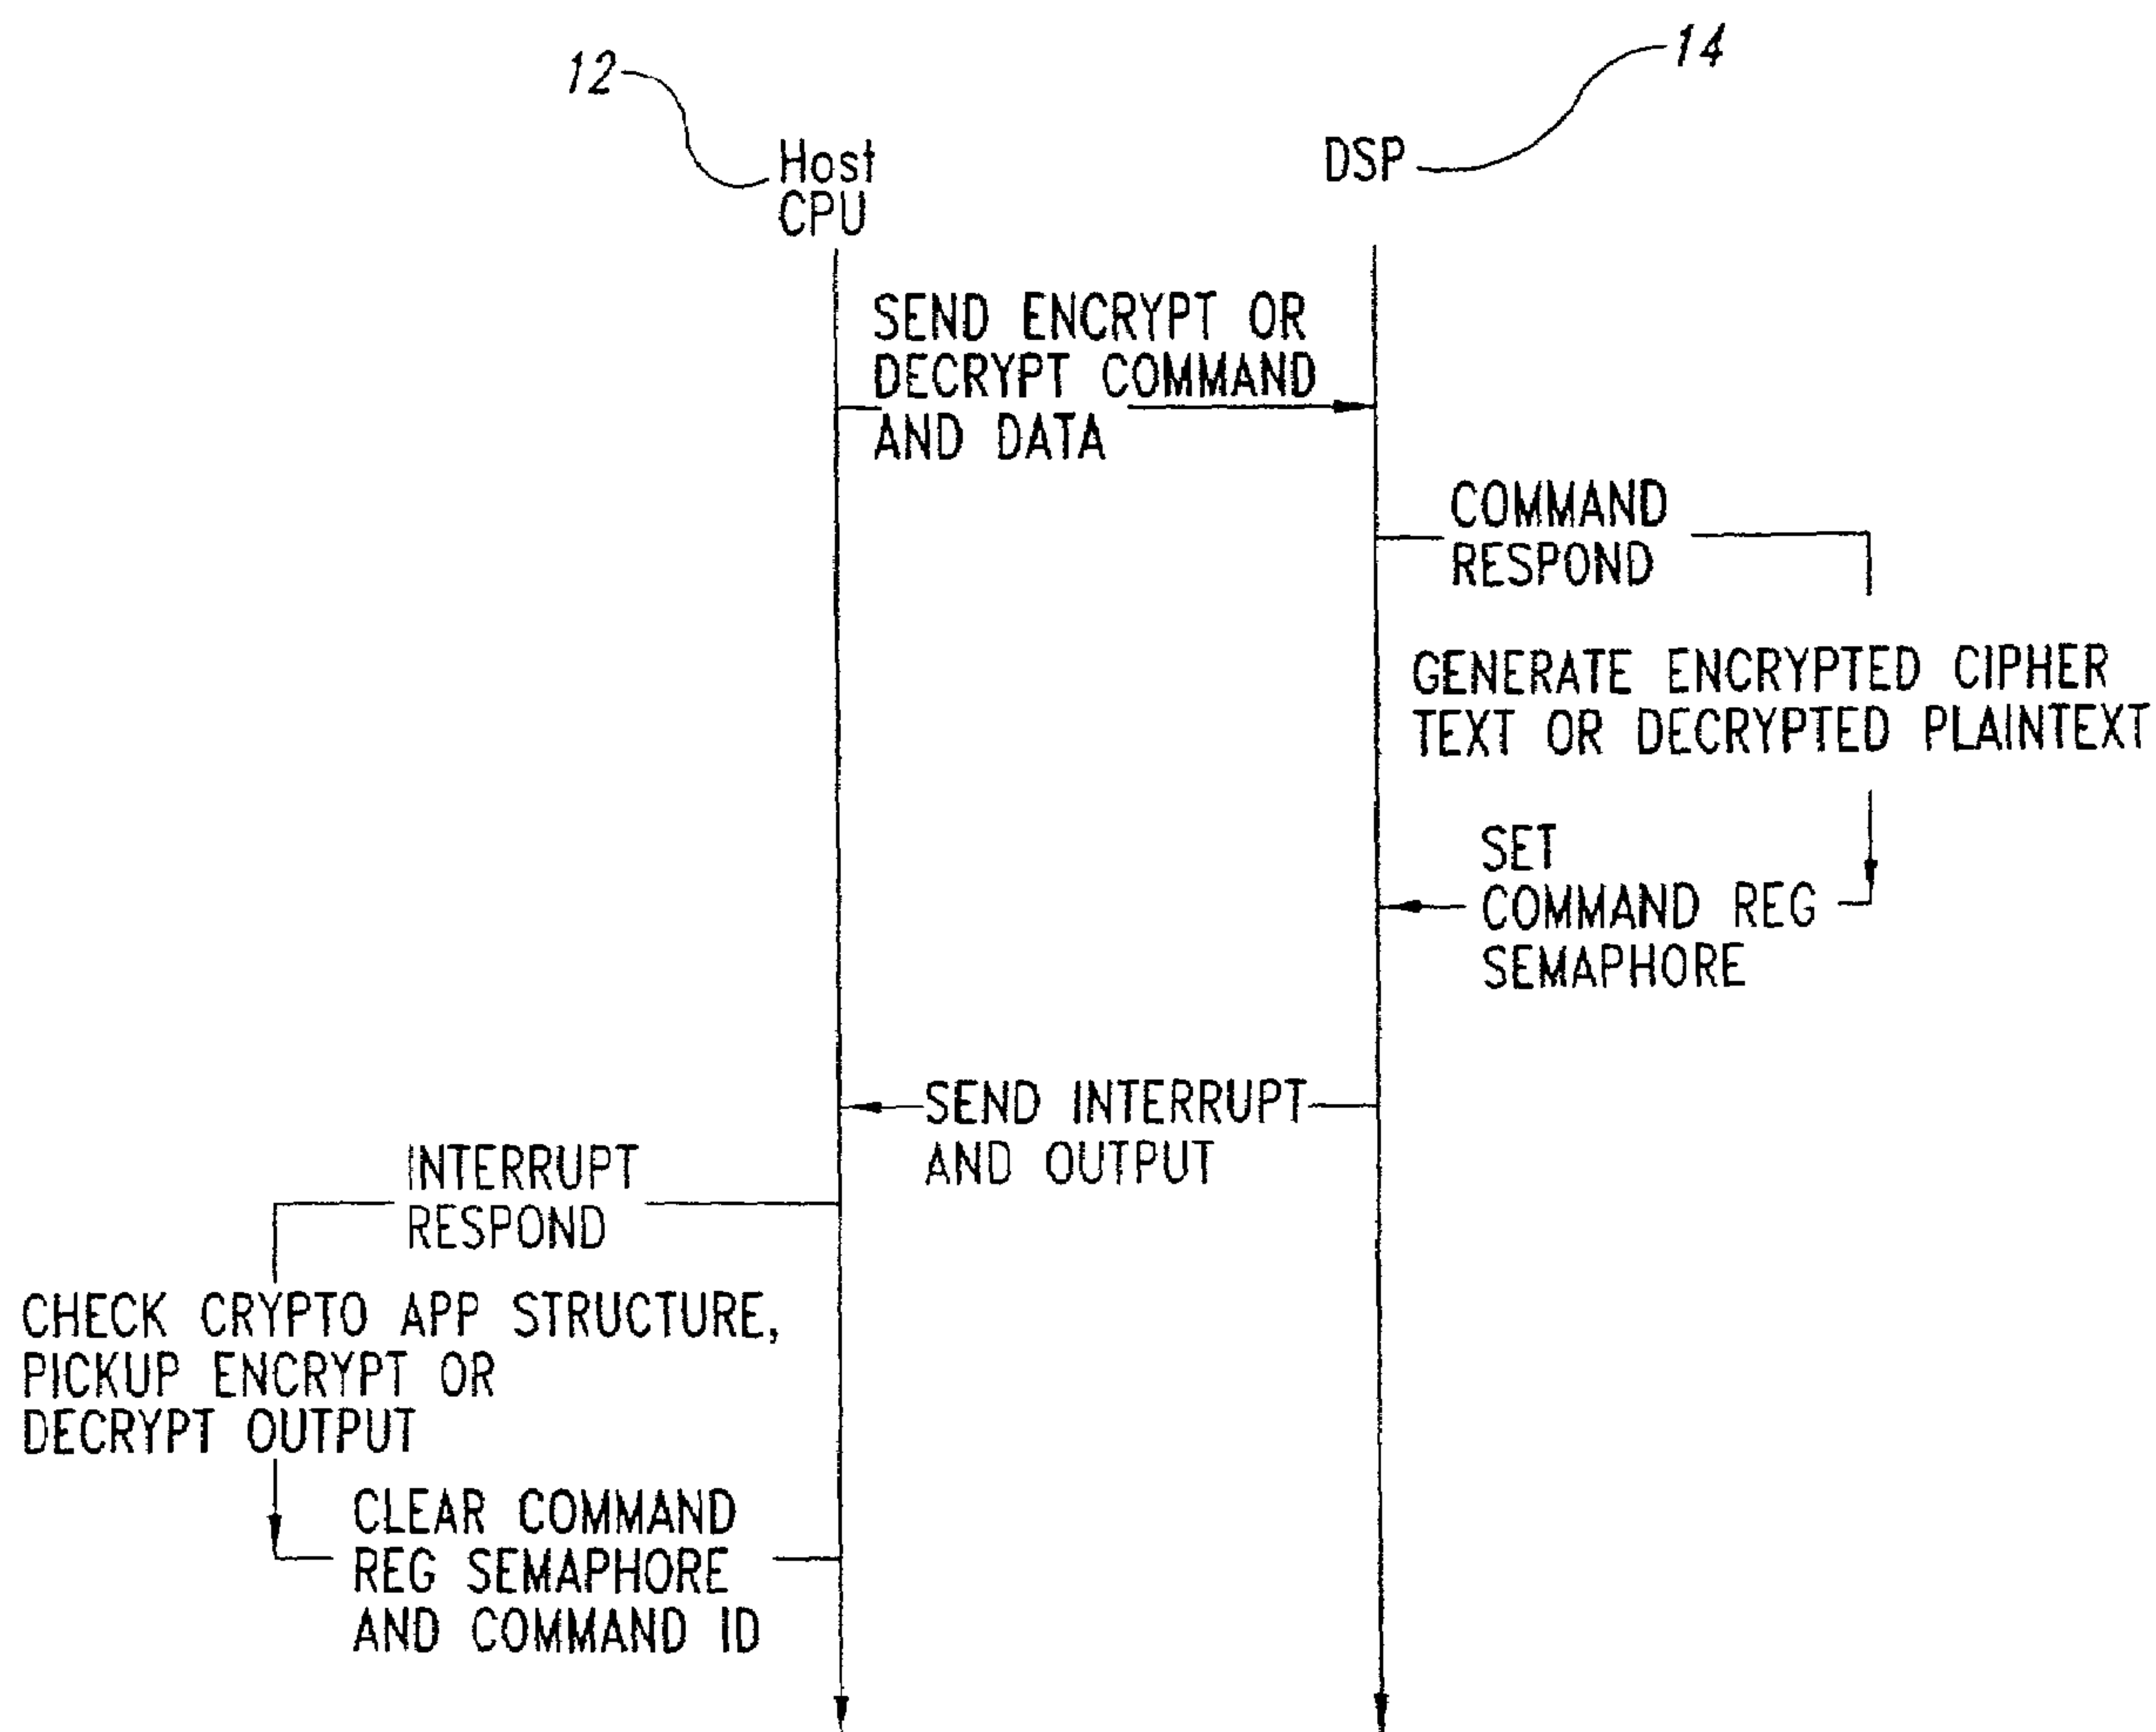 12
14
Host
CPU
DSP
SEND ENCRYPT OR
DECRYPT COMMAND
AND DATA
COMMAND
RESPOND
GENERATE ENCRYPTED CIPHER
TEXT OR DECRYPTED PLAINTEXT
SET
COMMAND REG
SEMAPHORE
SEND INTERRUPT
AND OUTPUT
INTERRUPT
RESPOND
CHECK CRYPTO APP STRUCTURE,
PICKUP ENCRYPT OR
DECRYPT OUTPUT
CLEAR COMMAND
REG SEMAPHORE
AND COMMAND ID